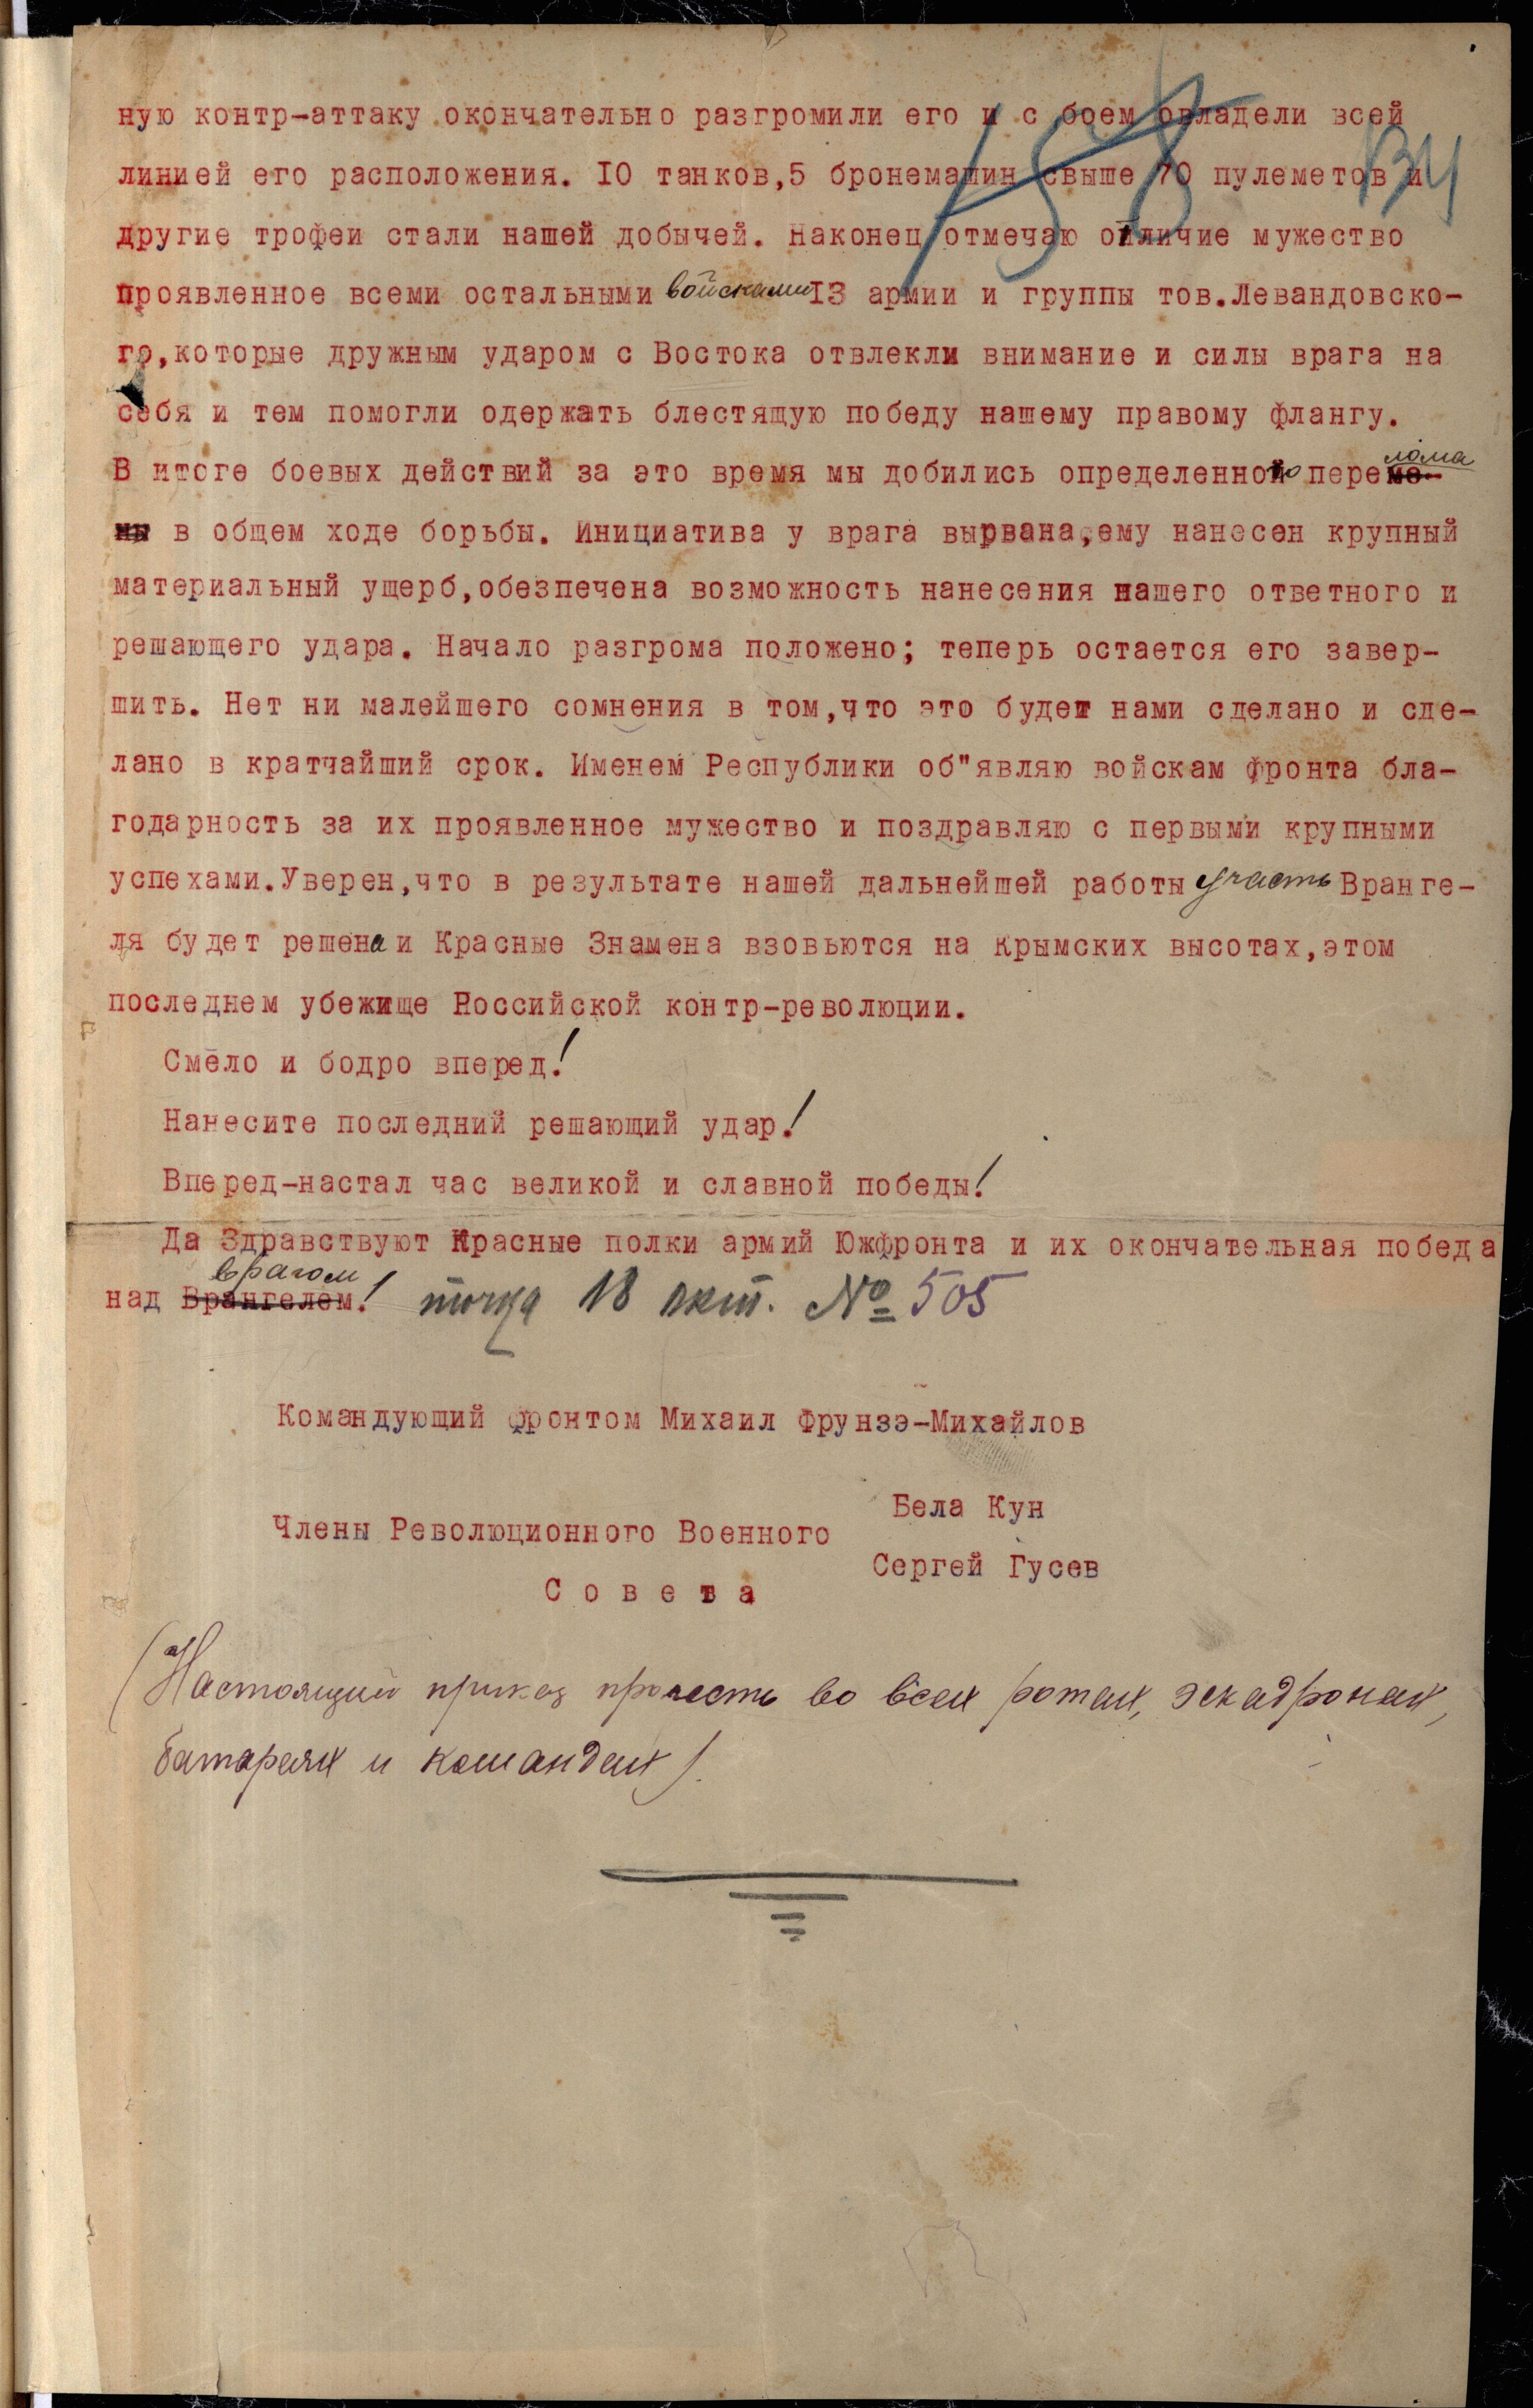 158
134
ную контр-аттаку окончательно разгромили его и с боем овладели всей
линией его расположения. I0 танков,5 бронемашин свыше 70 пулеметов и
другие трофеи стали нашей добычей. Наконец отмечаю отличие мужество
проявленное всеми остальными войсками I3 армии и группы тов.Левандовско-
го,которые дружным ударом с Востока отвлекли внимание и силы врага на
себя и тем помогли одержать блестящую победу нашему правому флангу.
В итоге боевых действий за это время мы добились определенного переме-лома
ны в общем ходе борьбы. Инициатива у врага вырвана,ему нанесен крупный
материальный ущерб,обезпечена возможность нанесения нашего ответного и
решающего удара. Начало разгрома положено; теперь остается его завер-
шить. Нет ни малейшего сомнения в том,что это будет нами сделано и сде-
лано в кратчайший срок. Именем Республики об"являю войскам фронта бла-
годарность за их проявленное мужество и поздравляю с первыми крупными
успехами.Уверен,что в результате нашей дальнейшей работы участь Вранге-
ля будет решена и Красные Знамена взовьются на Крымских высотах,этом
последнем убежище Российской контр-революции.
Смело и бодро вперед!
Нанесите последний решающий удар!
Вперед-настал час великой и славной победы!
Да Здравствуют Красные полки армий Южфронта и их окончательная победа
врагом
над Врангелем! точка 18 окт. № 505
Командующий фронтом Михаил Фрунзэ-Михайлов
Бела Кун
Члены Революционного Военного
Сергей Гусев
С о в е т а
(Настоящий приказ прочесть во всех ротах, эскадронах,
батареях и командах).